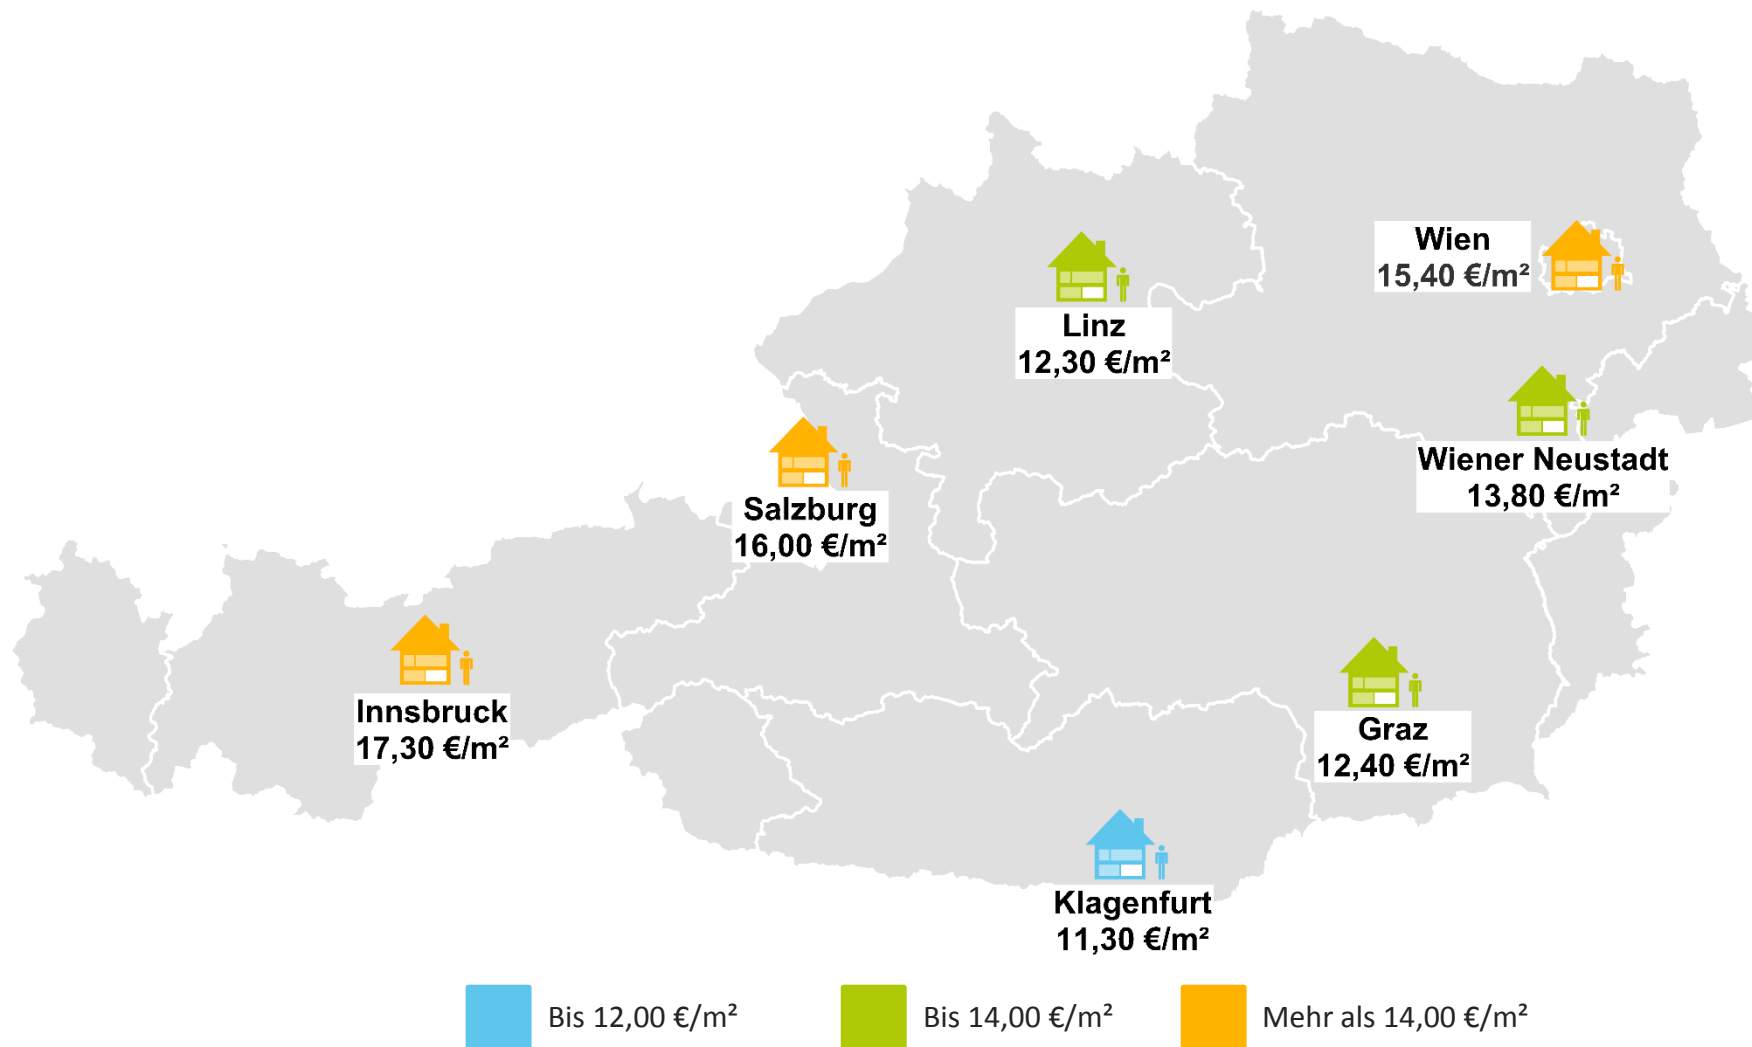 Wien
15,40 €/m²
Linz
12,30 €/m²
Wiener Neustadt
13,80 €/m²
Salzburg
16,00 €/m²
Innsbruck
17,30 €/m²
Graz
12,40 €/m²
Klagenfurt
11,30 €/m²
Bis 12,00 €/m²
Bis 14,00 €/m²
Mehr als 14,00 €/m²